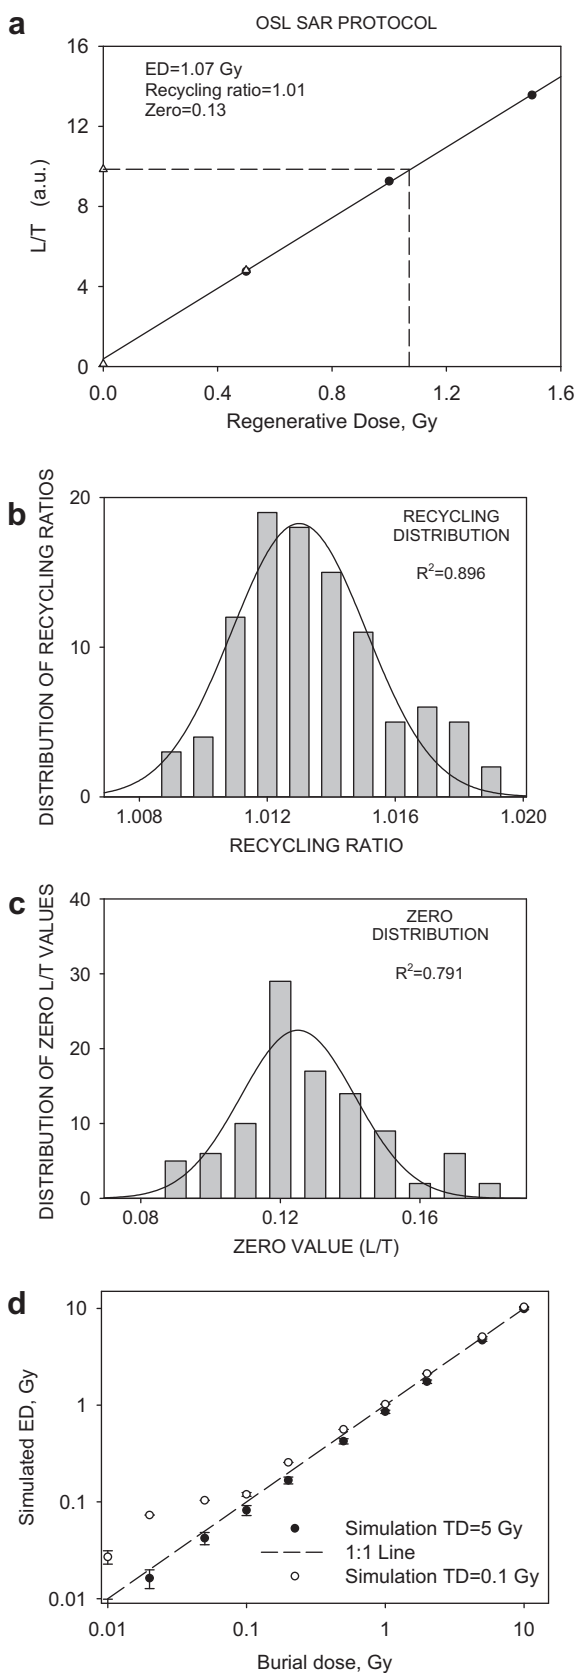 a
OSL SAR PROTOCOL
16
12
8
4
0
L/T (a.u.)
ED=1.07 Gy
Recycling ratio=1.01
Zero=0.13
0.0 0.4 0.8 1.2 1.6
Regenerative Dose, Gy
b
DISTRIBUTION OF RECYCLING RATIOS
20
10
0
RECYCLING
DISTRIBUTION
R²=0.896
1.008 1.012 1.016 1.020
RECYCLING RATIO
c
DISTRIBUTION OF ZERO L/T VALUES
40
30
20
10
0
ZERO
DISTRIBUTION
R²=0.791
0.08 0.12 0.16
ZERO VALUE (L/T)
d
Simulated ED, Gy
10
1
0.1
0.01
Simulation TD=5 Gy
1:1 Line
Simulation TD=0.1 Gy
0.01 0.1 1 10
Burial dose, Gy